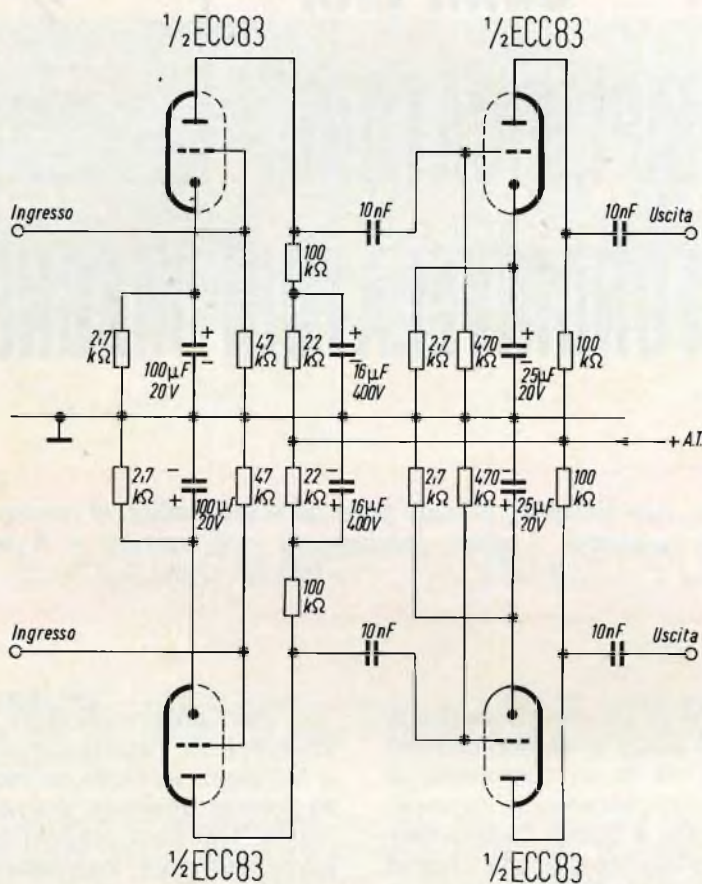 ½ECC83
½ECC83
Ingresso
10nF
10nF
Uscita
100
kΩ
2,7
kΩ
+
-
100µF
20V
47
kΩ
22
kΩ
+
-
16µF
400V
2,7
kΩ
470
kΩ
+
-
25µF
20V
100
kΩ
+ A.T.
2,7
kΩ
-
+
100µF
20V
47
kΩ
22
kΩ
-
+
16µF
400V
2,7
kΩ
470
kΩ
-
+
25µF
20V
100
kΩ
100
kΩ
Ingresso
10nF
10nF
Uscita
½ECC83
½ECC83